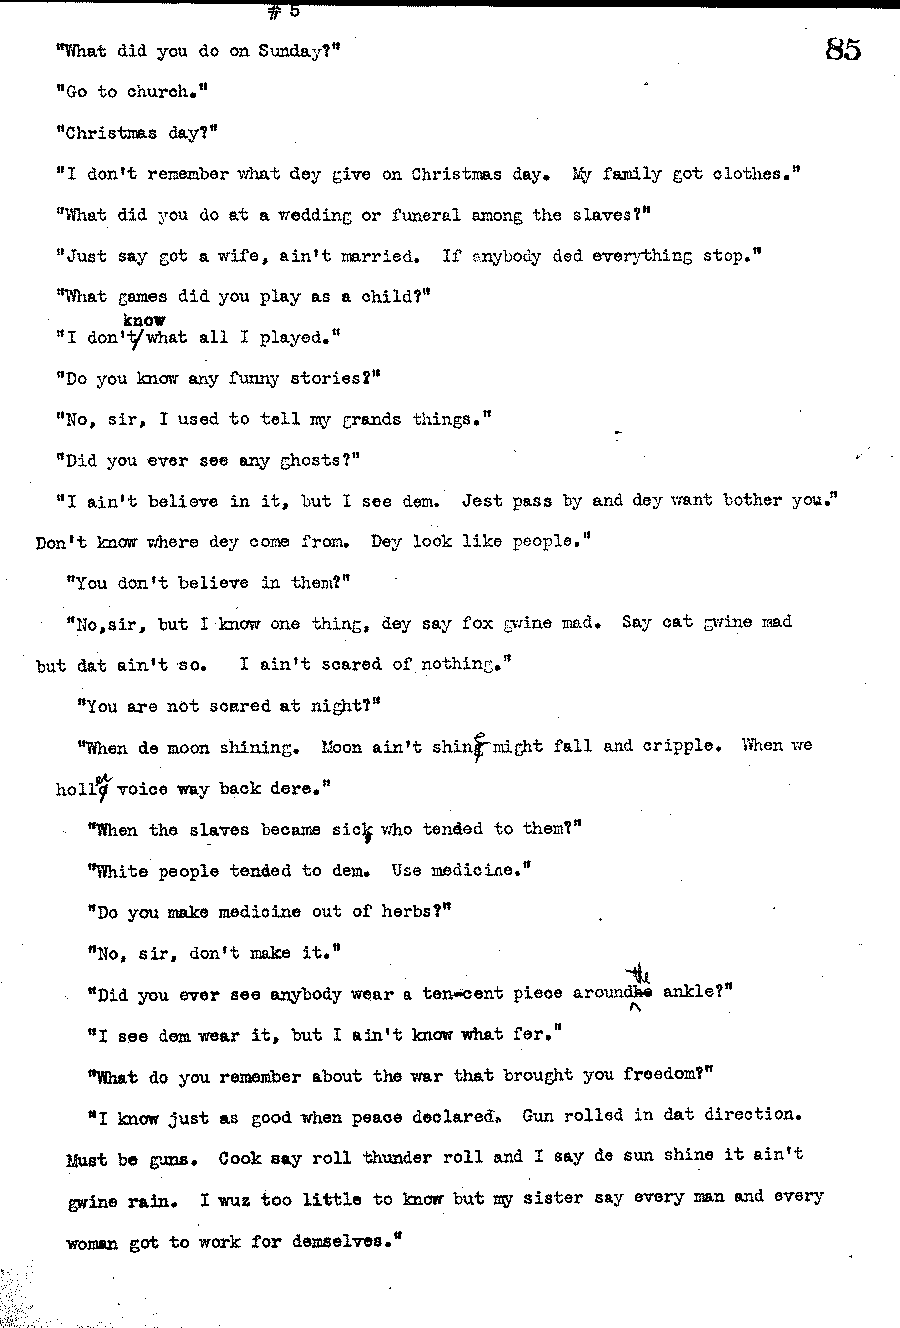 # 5
85
"What did you do on Sunday?"
"Go to church."
"Christmas day?"
"I don't remember what dey give on Christmas day. My family got clothes."
"What did you do at a wedding or funeral among the slaves?"
"Just say got a wife, ain't married. If anybody ded everything stop."
"What games did you play as a child?"
know
"I don't/what all I played."
"Do you know any funny stories?"
"No, sir, I used to tell my grands things."
"Did you ever see any ghosts?"
"I ain't believe in it, but I see dem. Jest pass by and dey want bother you."
Don't know where dey come from. Dey look like people."
"You don't believe in them?"
"No,sir, but I know one thing, dey say fox gwine mad. Say cat gwine mad
but dat ain't so. I ain't scared of nothing."
"You are not scared at night?"
"When de moon shining. Moon ain't shine might fall and cripple. When we
holler voice way back dere."
"When the slaves became sick who tended to them?"
"White people tended to dem. Use medicine."
"Do you make medicine out of herbs?"
"No, sir, don't make it."
the
"Did you ever see anybody wear a ten-cent piece around he ankle?"
"I see dem wear it, but I ain't know what fer."
"What do you remember about the war that brought you freedom?"
"I know just as good when peace declared. Gun rolled in dat direction.
Must be guns. Cook say roll thunder roll and I say de sun shine it ain't
gwine rain. I wuz too little to know but my sister say every man and every
woman got to work for demselves."